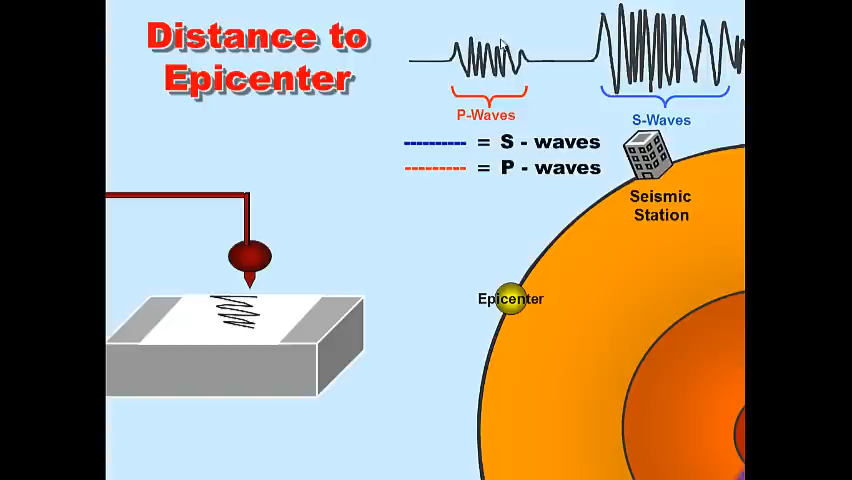 Distance to
Epicenter
P-Waves
S-Waves
---------- = S - waves
---------- = P - waves
Seismic
Station
Epicenter